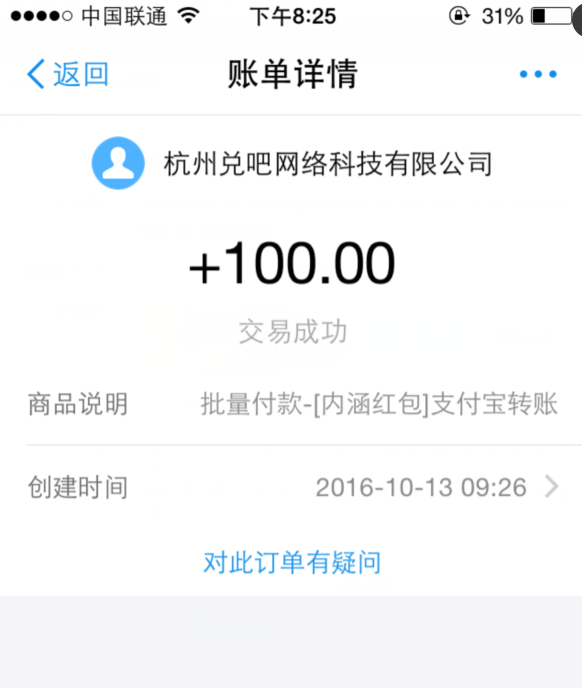 中国联通 下午8:25 31%
返回 账单详情
杭州兑吧网络科技有限公司
+100.00
交易成功
商品说明 批量付款-[内涵红包]支付宝转账
创建时间 2016-10-13 09:26
对此订单有疑问